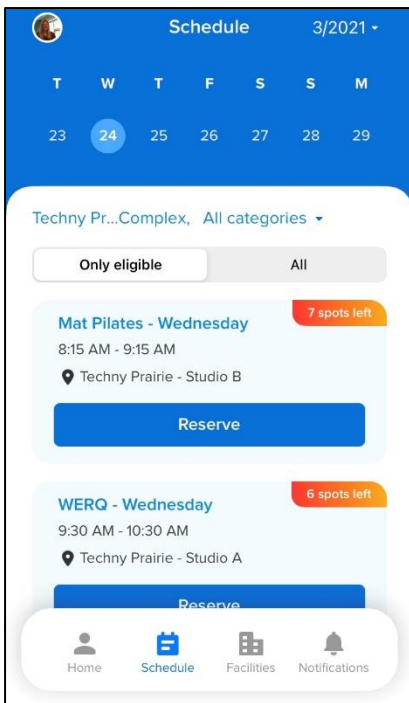 Schedule 3/2021
T W T F S S M
23 24 25 26 27 28 29
Techny Pr...Complex, All categories
Only eligible All
7 spots left
Mat Pilates - Wednesday
8:15 AM - 9:15 AM
Techny Prairie - Studio B
Reserve
6 spots left
WERQ - Wednesday
9:30 AM - 10:30 AM
Techny Prairie - Studio A
Reserve
Home Schedule Facilities Notifications